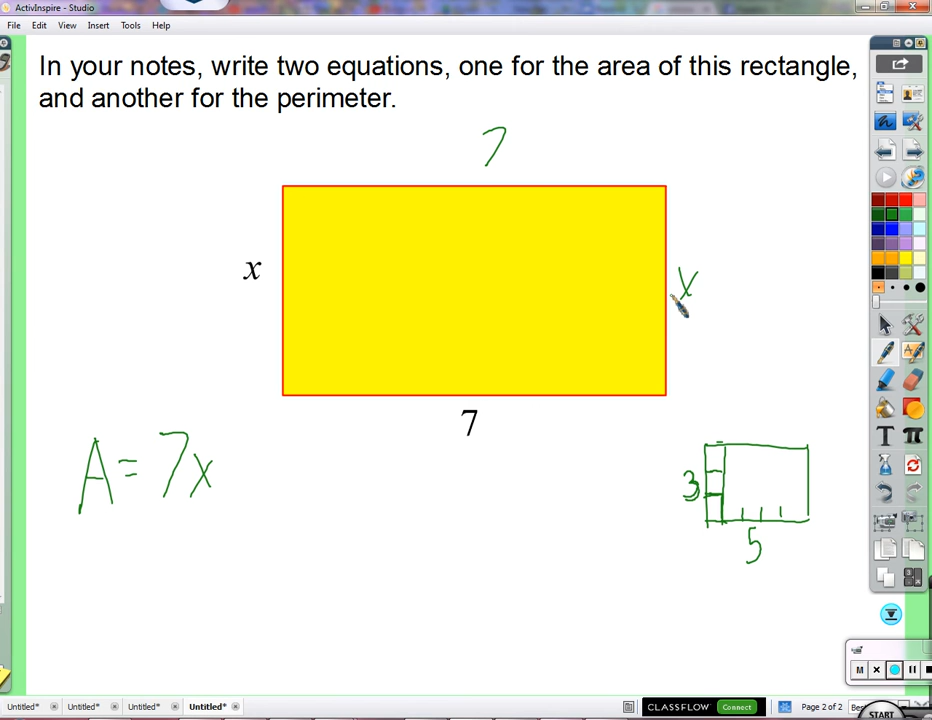 ActivInspire - Studio
File Edit View Insert Tools Help
In your notes, write two equations, one for the area of this rectangle,
and another for the perimeter.
7
x
x
7
A = 7x
3
5
T π
M
Untitled* Untitled* Untitled* Untitled*
CLASSFLOW Connect
Page 2 of 2
START